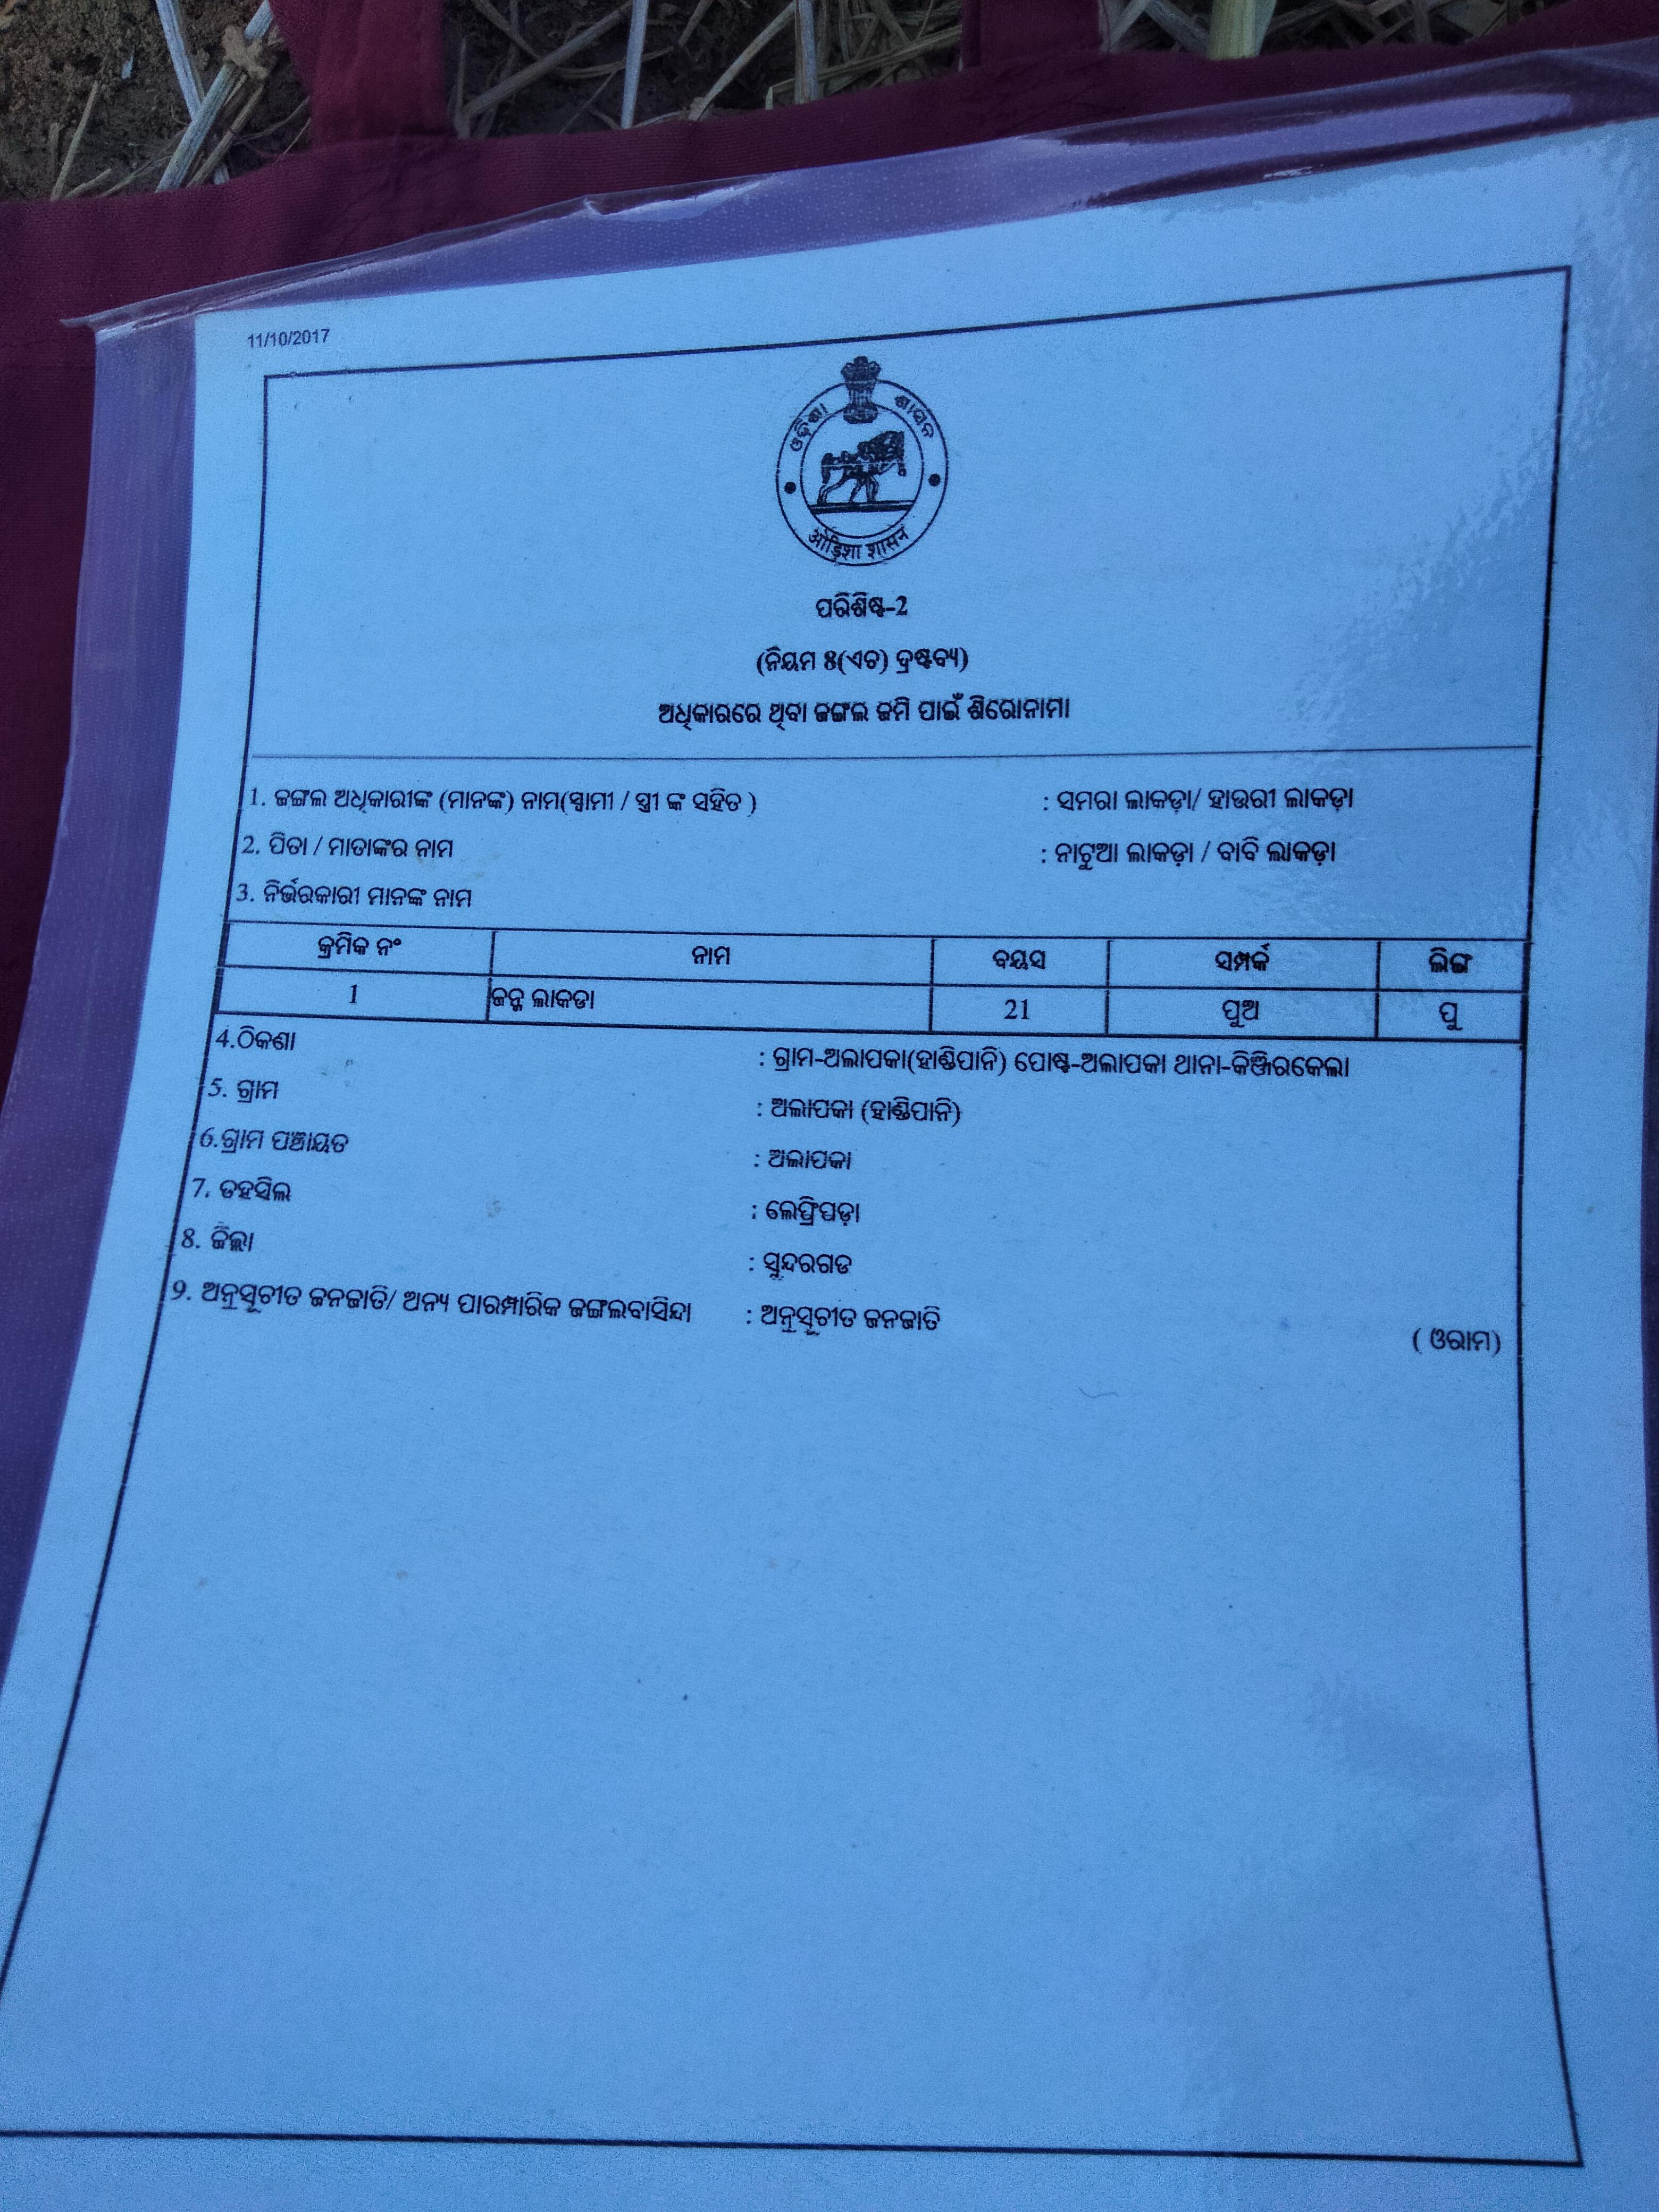 11/10/2017
ଓଡ଼ିଶା ଶାସନ
ओड़िशा शासन
ପରିଶିଷ୍ଟ-2
(ନିୟମ ୫(ଏଚ) ଦ୍ରଷ୍ଟବ୍ୟ)
ଅଧିକାରରେ ଥିବା ଜଙ୍ଗଲ ଜମି ପାଇଁ ଶିରୋନାମା
1. ଜଙ୍ଗଲ ଅଧିକାରୀଙ୍କ (ମାନଙ୍କ) ନାମ(ସ୍ୱାମୀ / ସ୍ତ୍ରୀ ଙ୍କ ସହିତ ) : ସମରା ଲାକଡ଼ା/ ହାଉରୀ ଲାକଡ଼ା
2. ପିତା / ମାତାଙ୍କର ନାମ : ନାଟୁଆ ଲାକଡ଼ା / ବାବି ଲାକଡ଼ା
3. ନିର୍ଭରକାରୀ ମାନଙ୍କ ନାମ
କ୍ରମିକ ନଂ ନାମ ବୟସ ସମ୍ପର୍କ ଲିଙ୍ଗ
1 ଲାକଡା 21 ପୁଅ ପୁ
4.ଠିକଣା : ଗ୍ରାମ-ଅଲାପକା(ହାଣ୍ଡିପାନି) ପୋଷ୍ଟ-ଅଲାପକା ଥାନା-କିଞ୍ଜିରକେଲା
5. ଗ୍ରାମ : ଅଲାପକା (ହାଣ୍ଡିପାନି)
6.ଗ୍ରାମ ପଞ୍ଚାୟତ : ଅଲାପକା
7. ତହସିଲ : ଲେଫ୍ରିପଡ଼ା
8. ଜିଲ୍ଲା : ସୁନ୍ଦରଗଡ
9. ଅନୁସୂଚୀତ ଜନଜାତି/ ଅନ୍ୟ ପାରମ୍ପାରିକ ଜଙ୍ଗଲବାସିନ୍ଦା : ଅନୁସୂଚୀତ ଜନଜାତି ( ଓରାମ)